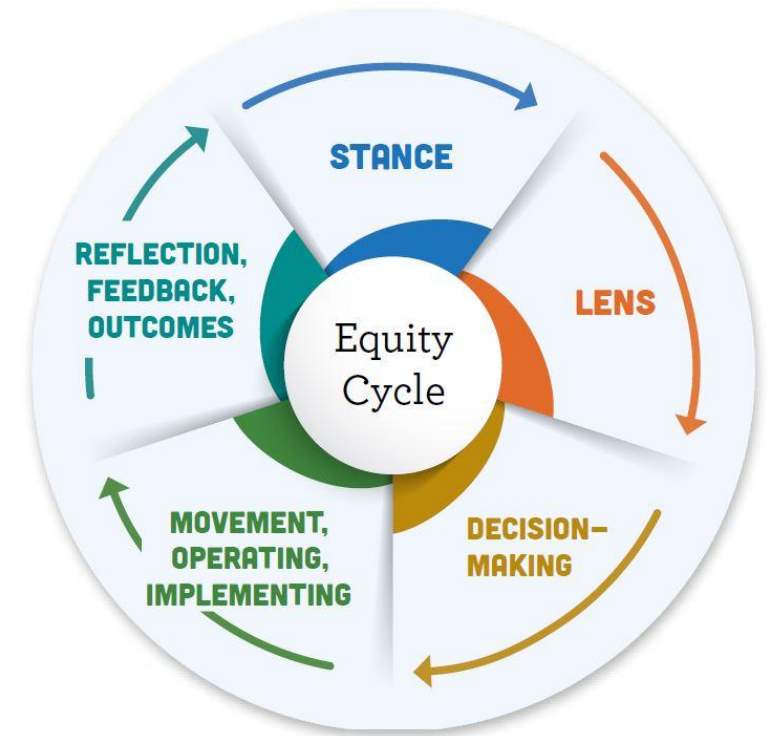 STANCE
LENS
DECISION-
MAKING
MOVEMENT,
OPERATING,
IMPLEMENTING
REFLECTION,
FEEDBACK,
OUTCOMES
Equity
Cycle